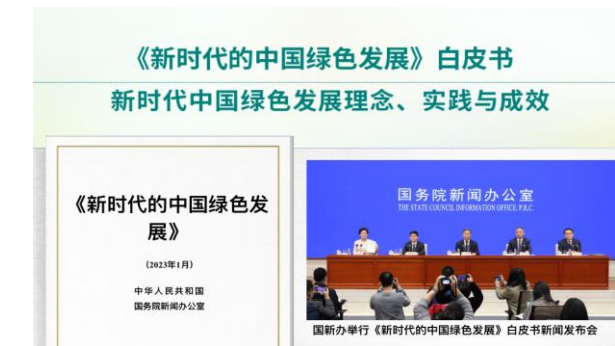 《新时代的中国绿色发展》白皮书
新时代中国绿色发展理念、实践与成效
《新时代的中国绿色发
展》
（2023年1月）
中华人民共和国
国务院新闻办公室
国务院新闻办公室
THE STATE COUNCIL INFORMATION OFFICE, P.R.C.
国新办举行《新时代的中国绿色发展》白皮书新闻发布会